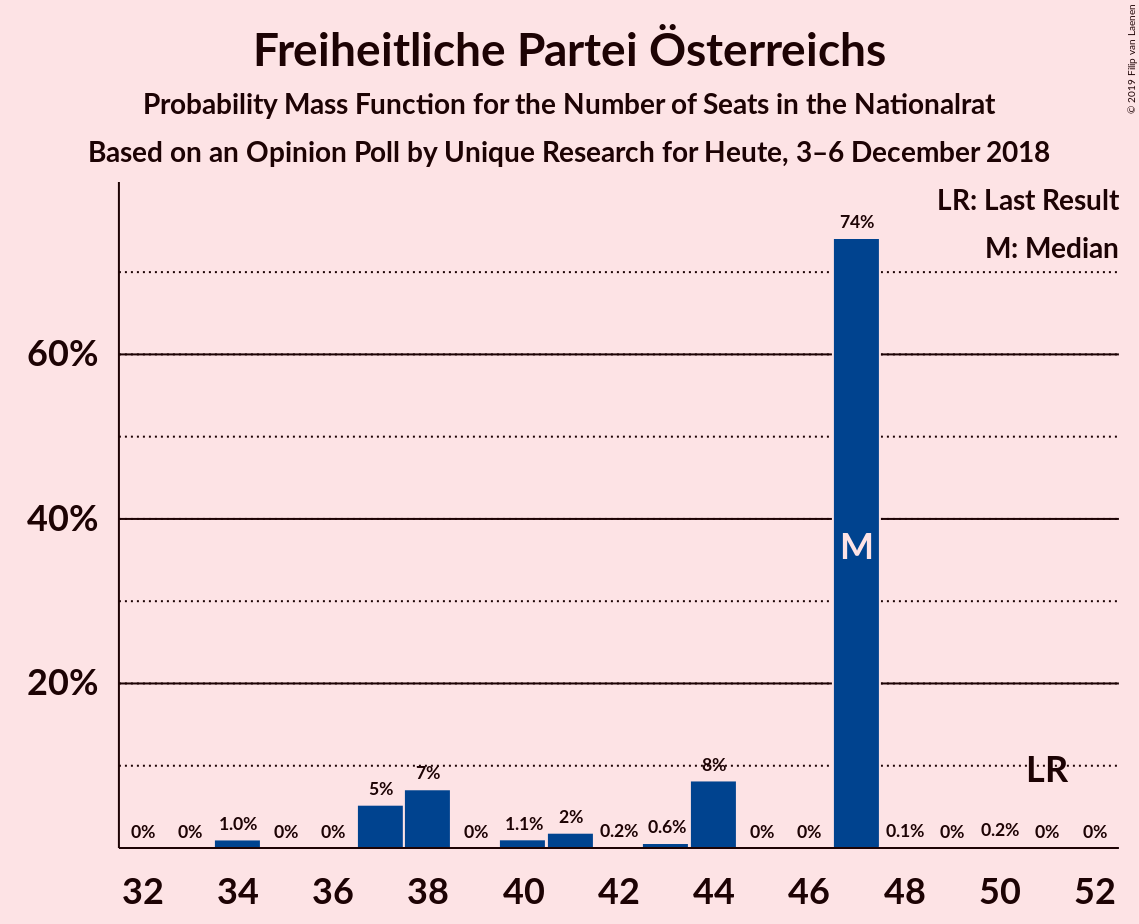 Freiheitliche Partei Österreichs
Probability Mass Function for the Number of Seats in the Nationalrat
Based on an Opinion Poll by Unique Research for Heute, 3–6 December 2018
© 2019 Filip van Laenen
LR: Last Result
M: Median
60%
40%
20%
0% 0% 1.0% 0% 0% 5% 7% 0% 1.1% 2% 0.2% 0.6% 8% 0% 0% 74% 0.1% 0% 0.2% 0% 0%
M
LR
32 34 36 38 40 42 44 46 48 50 52